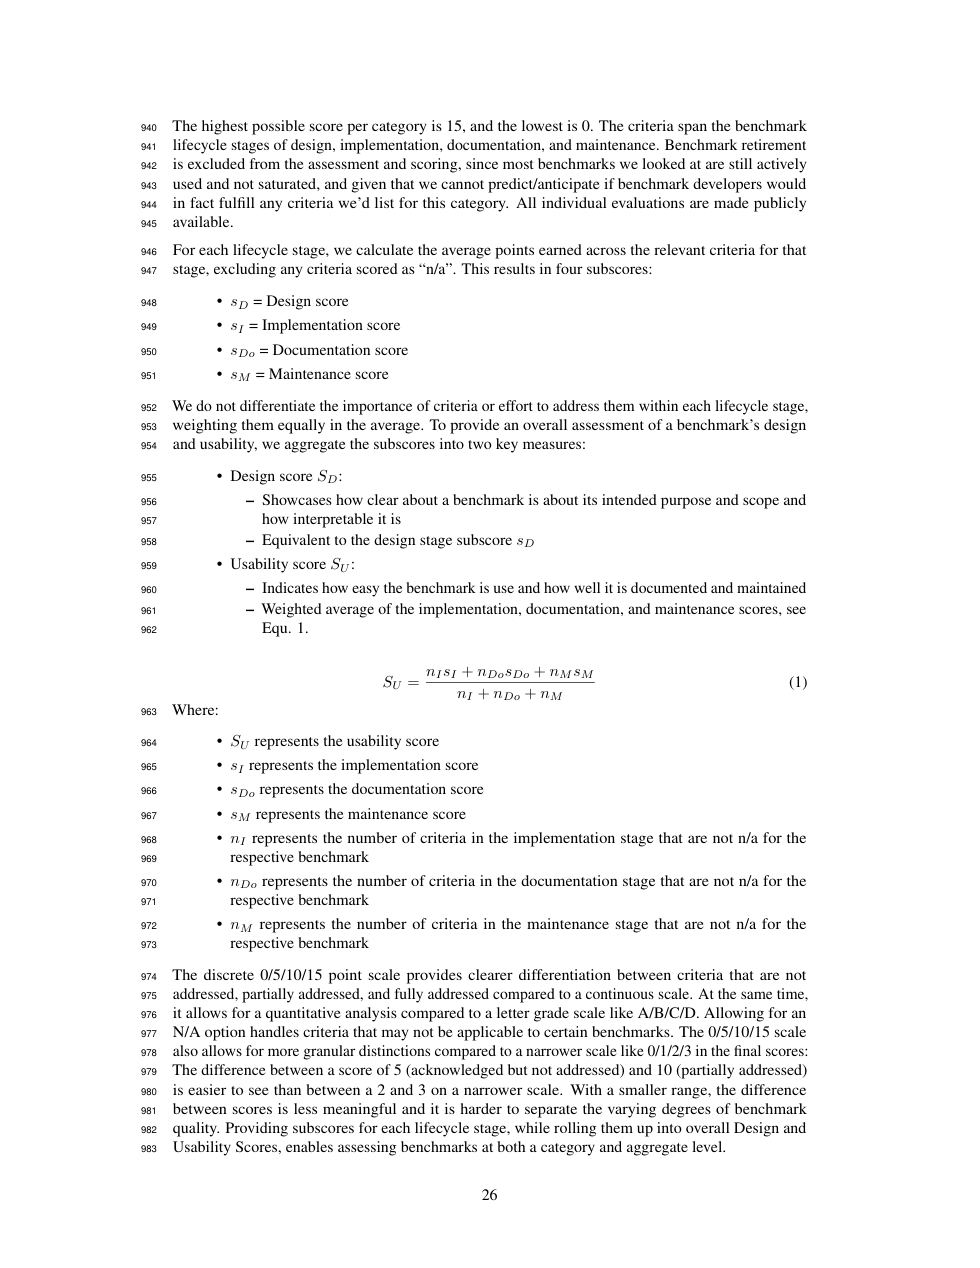 940 The highest possible score per category is 15, and the lowest is 0. The criteria span the benchmark
941 lifecycle stages of design, implementation, documentation, and maintenance. Benchmark retirement
942 is excluded from the assessment and scoring, since most benchmarks we looked at are still actively
943 used and not saturated, and given that we cannot predict/anticipate if benchmark developers would
944 in fact fulfill any criteria we’d list for this category. All individual evaluations are made publicly
945 available.
946 For each lifecycle stage, we calculate the average points earned across the relevant criteria for that
947 stage, excluding any criteria scored as “n/a”. This results in four subscores:
948 • s_D = Design score
949 • s_I = Implementation score
950 • s_Do = Documentation score
951 • s_M = Maintenance score
952 We do not differentiate the importance of criteria or effort to address them within each lifecycle stage,
953 weighting them equally in the average. To provide an overall assessment of a benchmark’s design
954 and usability, we aggregate the subscores into two key measures:
955 • Design score S_D:
956 – Showcases how clear about a benchmark is about its intended purpose and scope and
957 how interpretable it is
958 – Equivalent to the design stage subscore s_D
959 • Usability score S_U:
960 – Indicates how easy the benchmark is use and how well it is documented and maintained
961 – Weighted average of the implementation, documentation, and maintenance scores, see
962 Equ. 1.
S_U = (n_I s_I + n_Do s_Do + n_M s_M) / (n_I + n_Do + n_M) (1)
963 Where:
964 • S_U represents the usability score
965 • s_I represents the implementation score
966 • s_Do represents the documentation score
967 • s_M represents the maintenance score
968 • n_I represents the number of criteria in the implementation stage that are not n/a for the
969 respective benchmark
970 • n_Do represents the number of criteria in the documentation stage that are not n/a for the
971 respective benchmark
972 • n_M represents the number of criteria in the maintenance stage that are not n/a for the
973 respective benchmark
974 The discrete 0/5/10/15 point scale provides clearer differentiation between criteria that are not
975 addressed, partially addressed, and fully addressed compared to a continuous scale. At the same time,
976 it allows for a quantitative analysis compared to a letter grade scale like A/B/C/D. Allowing for an
977 N/A option handles criteria that may not be applicable to certain benchmarks. The 0/5/10/15 scale
978 also allows for more granular distinctions compared to a narrower scale like 0/1/2/3 in the final scores:
979 The difference between a score of 5 (acknowledged but not addressed) and 10 (partially addressed)
980 is easier to see than between a 2 and 3 on a narrower scale. With a smaller range, the difference
981 between scores is less meaningful and it is harder to separate the varying degrees of benchmark
982 quality. Providing subscores for each lifecycle stage, while rolling them up into overall Design and
983 Usability Scores, enables assessing benchmarks at both a category and aggregate level.
26